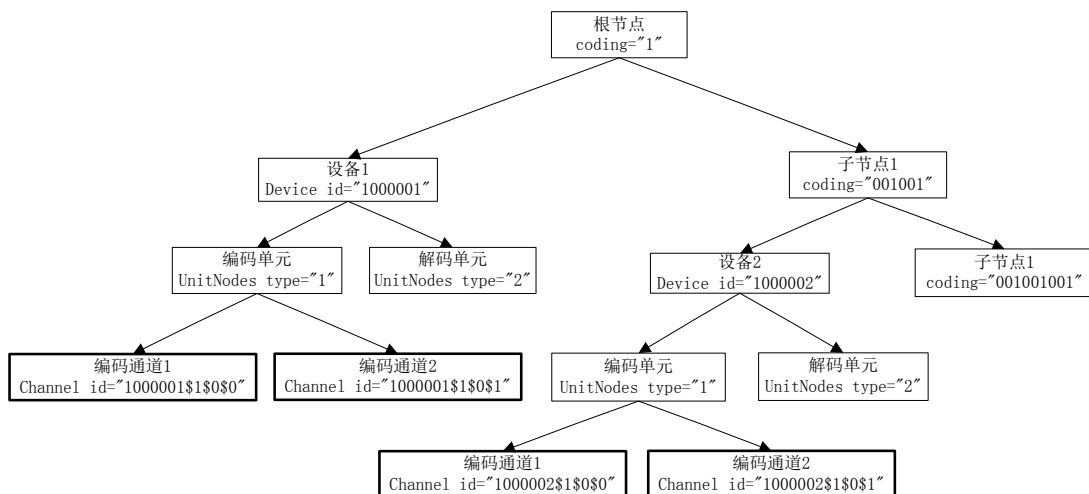 根节点
coding="1"
设备1
Device id="1000001"
子节点1
coding="001001"
编码单元
UnitNodes type="1"
解码单元
UnitNodes type="2"
设备2
Device id="1000002"
子节点1
coding="001001001"
编码通道1
Channel id="1000001$1$0$0"
编码通道2
Channel id="1000001$1$0$1"
编码单元
UnitNodes type="1"
解码单元
UnitNodes type="2"
编码通道1
Channel id="1000002$1$0$0"
编码通道2
Channel id="1000002$1$0$1"